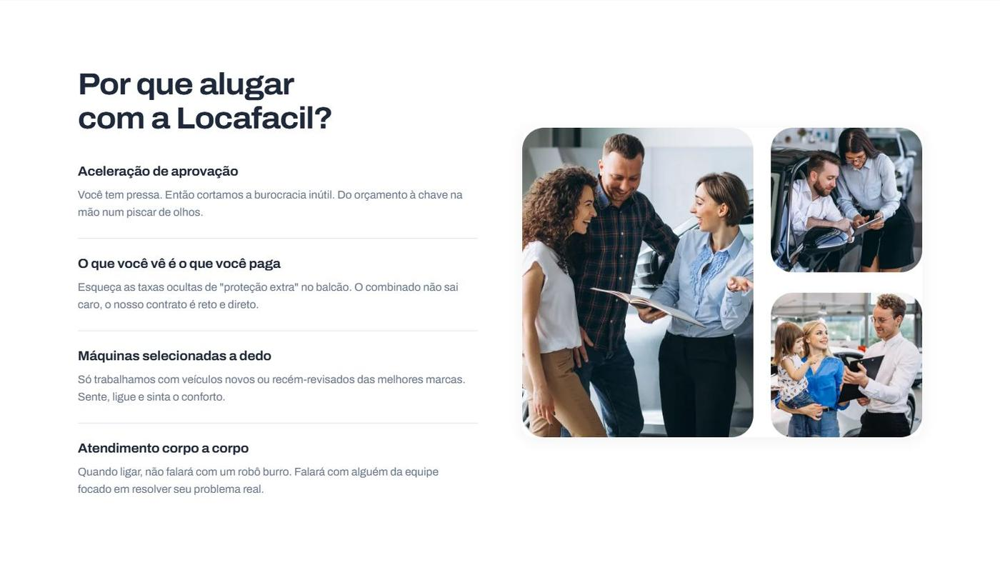 Por que alugar
com a Locafacil?
Aceleração de aprovação
Você tem pressa. Então cortamos a burocracia inútil. Do orçamento à chave na
mão num piscar de olhos.
O que você vê é o que você paga
Esqueça as taxas ocultas de "proteção extra" no balcão. O combinado não sai
caro, o nosso contrato é reto e direto.
Máquinas selecionadas a dedo
Só trabalhamos com veículos novos ou recém-revisados das melhores marcas.
Sente, ligue e sinta o conforto.
Atendimento corpo a corpo
Quando ligar, não falará com um robô burro. Falará com alguém da equipe
focado em resolver seu problema real.